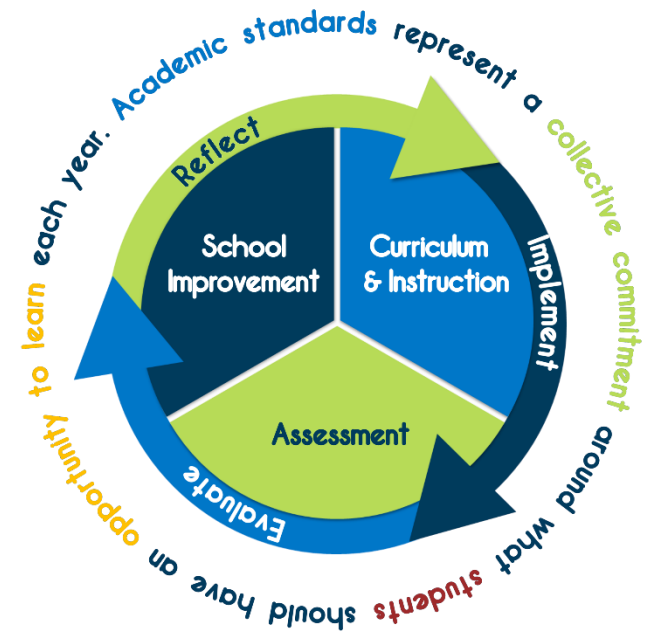 Academic standards represent a collective commitment around what students should have an opportunity to learn each year.
Reflect
Implement
Evaluate
School
Improvement
Curriculum
& Instruction
Assessment